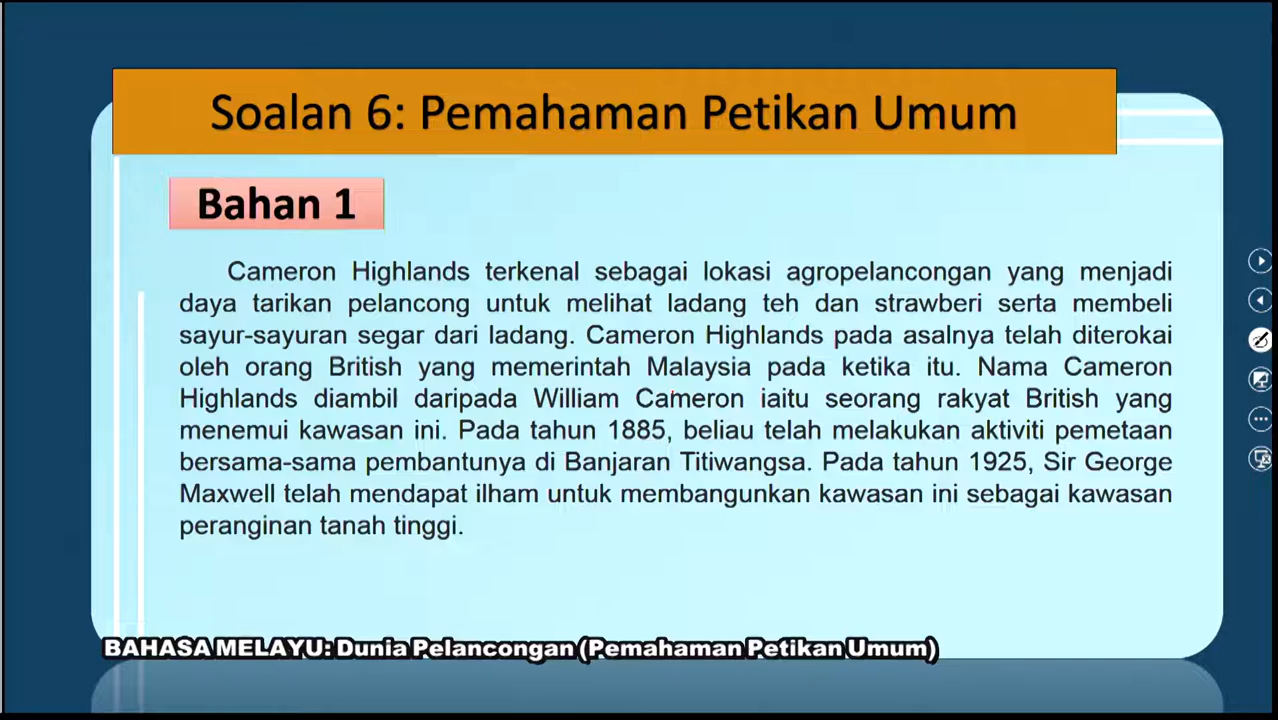 Soalan 6: Pemahaman Petikan Umum
Bahan 1
Cameron Highlands terkenal sebagai lokasi agropelancongan yang menjadi
daya tarikan pelancong untuk melihat ladang teh dan strawberi serta membeli
sayur-sayuran segar dari ladang. Cameron Highlands pada asalnya telah diterokai
oleh orang British yang memerintah Malaysia pada ketika itu. Nama Cameron
Highlands diambil daripada William Cameron iaitu seorang rakyat British yang
menemui kawasan ini. Pada tahun 1885, beliau telah melakukan aktiviti pemetaan
bersama-sama pembantunya di Banjaran Titiwangsa. Pada tahun 1925, Sir George
Maxwell telah mendapat ilham untuk membangunkan kawasan ini sebagai kawasan
peranginan tanah tinggi.
BAHASA MELAYU: Dunia Pelancongan (Pemahaman Petikan Umum)